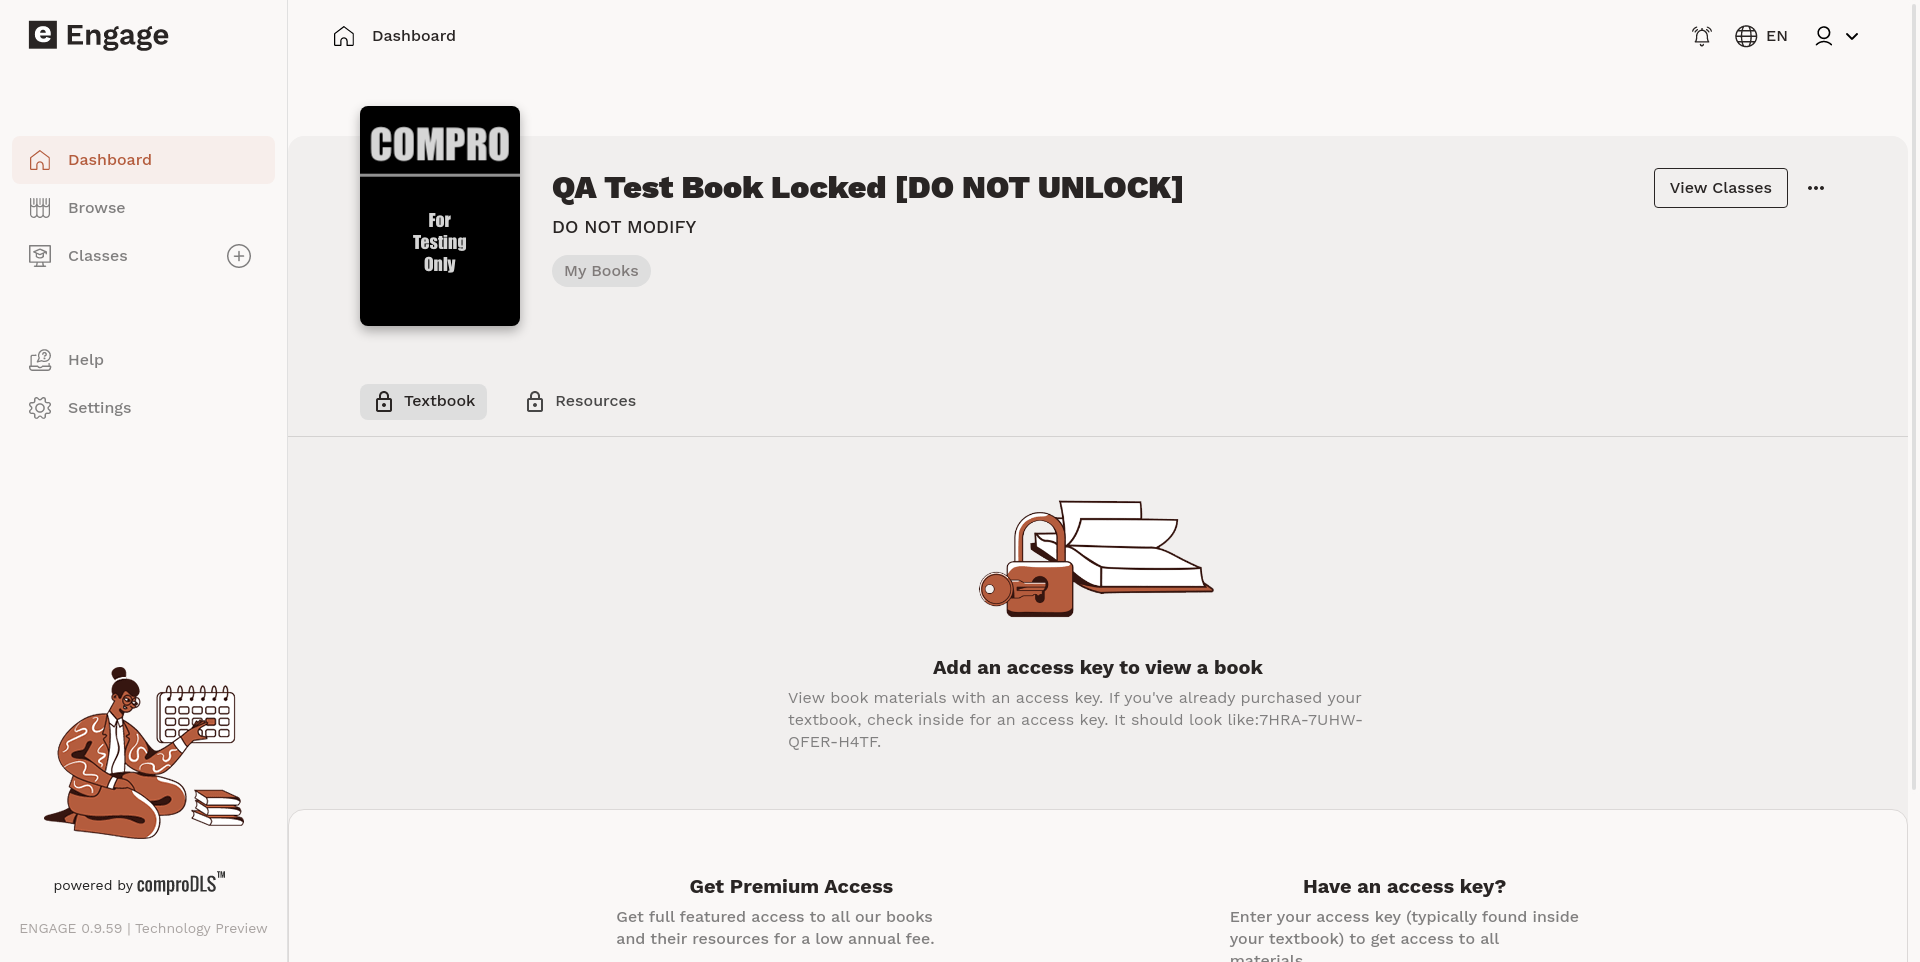 e Engage
Dashboard
EN
Dashboard
Browse
Classes
Help
Settings
powered by comproDLS™
ENGAGE 0.9.59 | Technology Preview
COMPRO
For
Testing
Only
QA Test Book Locked [DO NOT UNLOCK]
DO NOT MODIFY
My Books
View Classes
Textbook
Resources
Add an access key to view a book
View book materials with an access key. If you've already purchased your
textbook, check inside for an access key. It should look like:7HRA-7UHW-
QFER-H4TF.
Get Premium Access
Get full featured access to all our books
and their resources for a low annual fee.
Have an access key?
Enter your access key (typically found inside
your textbook) to get access to all
materials.